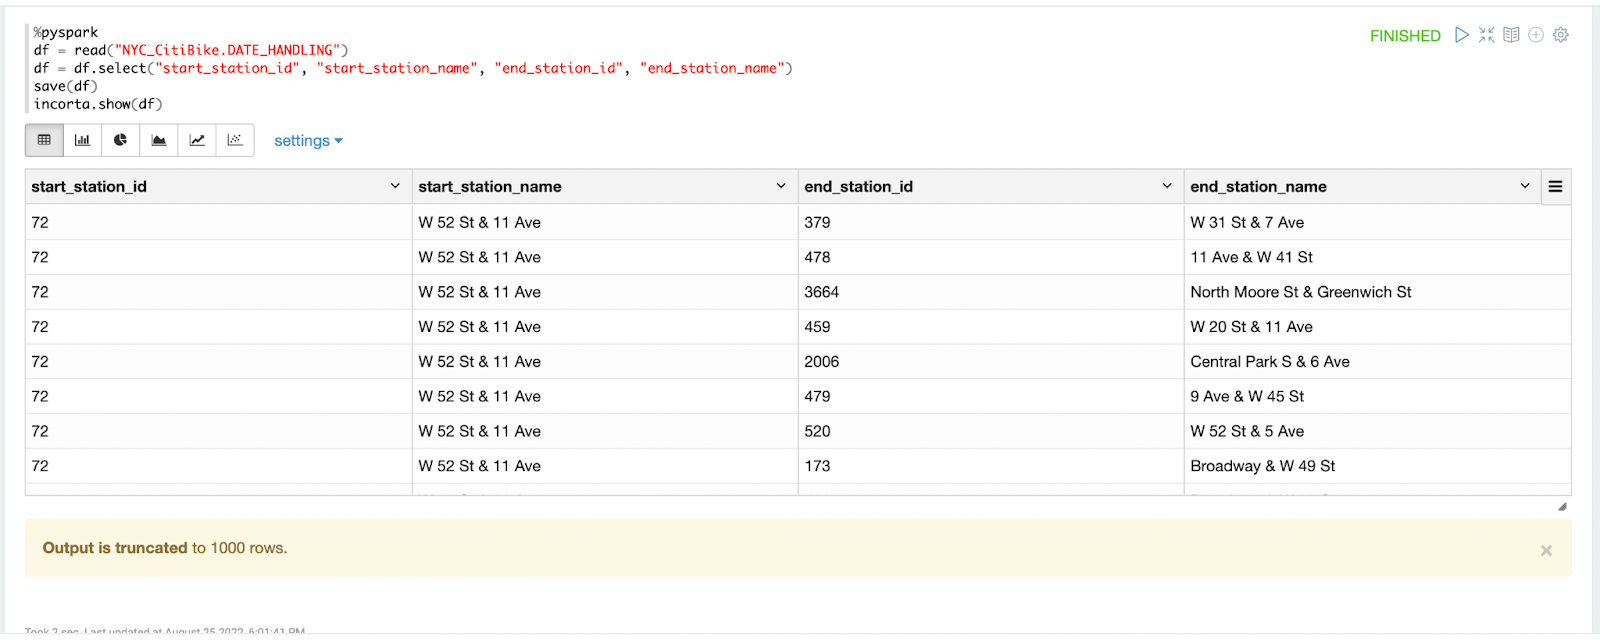 %pyspark
FINISHED
df = read("NYC_CitiBike.DATE_HANDLING")
df = df.select("start_station_id", "start_station_name", "end_station_id", "end_station_name")
save(df)
incorta.show(df)
settings
start_station_id start_station_name end_station_id end_station_name
72 W 52 St & 11 Ave 379 W 31 St & 7 Ave
72 W 52 St & 11 Ave 478 11 Ave & W 41 St
72 W 52 St & 11 Ave 3664 North Moore St & Greenwich St
72 W 52 St & 11 Ave 459 W 20 St & 11 Ave
72 W 52 St & 11 Ave 2006 Central Park S & 6 Ave
72 W 52 St & 11 Ave 479 9 Ave & W 45 St
72 W 52 St & 11 Ave 520 W 52 St & 5 Ave
72 W 52 St & 11 Ave 173 Broadway & W 49 St
Output is truncated to 1000 rows.
Took 2 sec. Last updated at August 25 2022, 6:01:41 PM